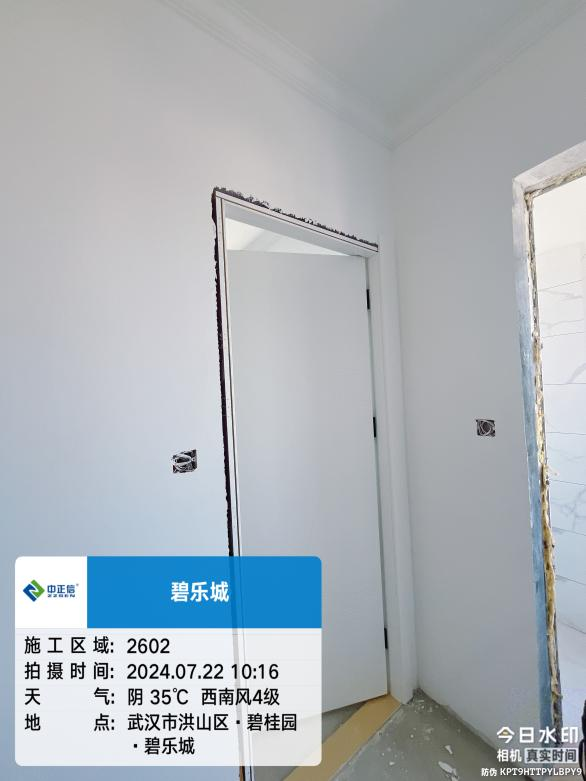 中正信®
ZZSEN
碧乐城
施工区域: 2602
拍摄时间: 2024.07.22 10:16
天气: 阴 35℃ 西南风4级
地点: 武汉市洪山区·碧桂园
·碧乐城
今日水印
相机 真实时间
防伪 KPT9HTTPYLBPY9